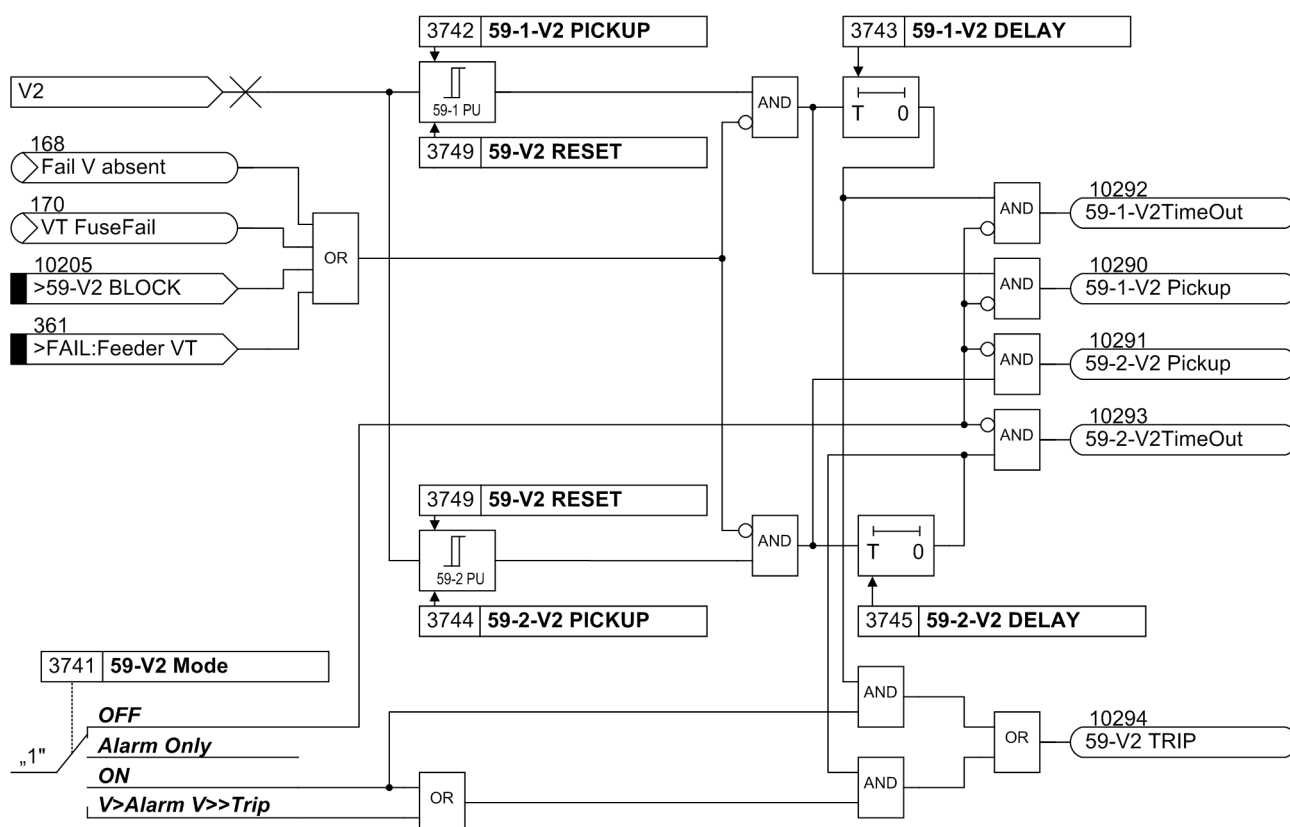 3742 59-1-V2 PICKUP
3743 59-1-V2 DELAY
V2
59-1 PU
AND
T 0
3749 59-V2 RESET
168
Fail V absent
170
VT FuseFail
10205
>59-V2 BLOCK
361
>FAIL:Feeder VT
OR
AND
10292
59-1-V2TimeOut
AND
10290
59-1-V2 Pickup
AND
10291
59-2-V2 Pickup
AND
10293
59-2-V2TimeOut
3749 59-V2 RESET
59-2 PU
AND
T 0
3744 59-2-V2 PICKUP
3745 59-2-V2 DELAY
3741 59-V2 Mode
„1"
OFF
Alarm Only
ON
V>Alarm V>>Trip
OR
AND
AND
OR
10294
59-V2 TRIP